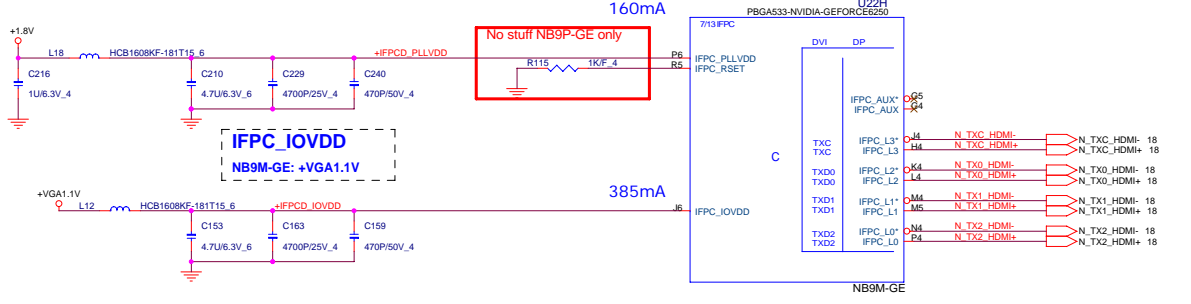 160mA
U22H
PBGA533-NVIDIA-GEFORCE6250
7/13 IFPC
+1.8V
No stuff NB9P-GE only
DVI DP
L18 HCB1608KF-181T15_6 +IFPCD_PLLVDD P6 IFPC_PLLVDD
R115 1K/F_4 R5 IFPC_RSET
C216
1U/6.3V_4
C210
4.7U/6.3V_6
C229
4700P/25V_4
C240
470P/50V_4
IFPC_AUX* G5
IFPC_AUX G4
IFPC_IOVDD
NB9M-GE: +VGA1.1V
C
TXC IFPC_L3* J4 N_TXC_HDMI- N_TXC_HDMI- 18
TXC IFPC_L3 H4 N_TXC_HDMI+ N_TXC_HDMI+ 18
TXD0 IFPC_L2* K4 N_TX0_HDMI- N_TX0_HDMI- 18
TXD0 IFPC_L2 L4 N_TX0_HDMI+ N_TX0_HDMI+ 18
385mA
+VGA1.1V
L12 HCB1608KF-181T15_6 +IFPCD_IOVDD J6 IFPC_IOVDD
TXD1 IFPC_L1* M4 N_TX1_HDMI- N_TX1_HDMI- 18
TXD1 IFPC_L1 M5 N_TX1_HDMI+ N_TX1_HDMI+ 18
C153
4.7U/6.3V_6
C163
4700P/25V_4
C159
470P/50V_4
TXD2 IFPC_L0* N4 N_TX2_HDMI- N_TX2_HDMI- 18
TXD2 IFPC_L0 P4 N_TX2_HDMI+ N_TX2_HDMI+ 18
NB9M-GE